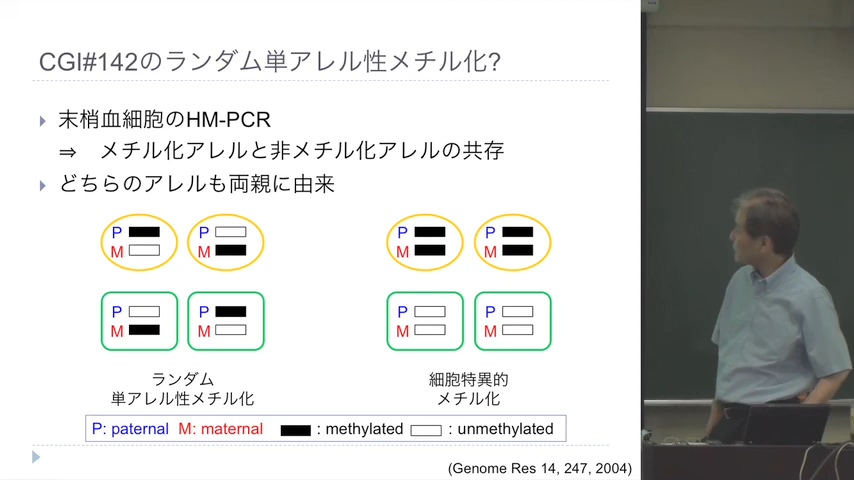 CGI#142のランダム単アレル性メチル化?
末梢血細胞のHM-PCR
⇒ メチル化アレルと非メチル化アレルの共存
どちらのアレルも両親に由来
P P P P
M M M M
P P P P
M M M M
ランダム
単アレル性メチル化
細胞特異的
メチル化
P: paternal M: maternal : methylated : unmethylated
(Genome Res 14, 247, 2004)